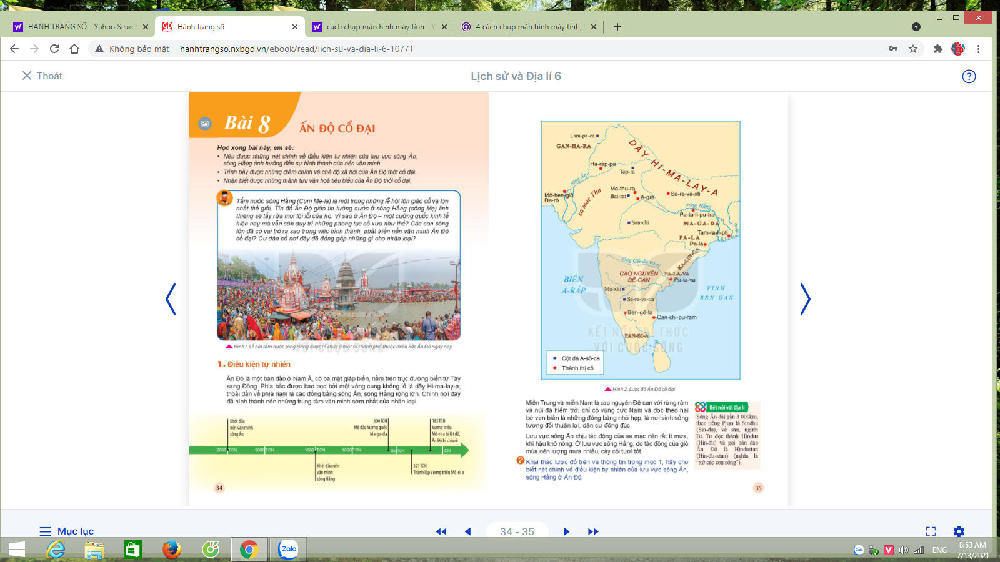 HÀNH TRANG SỐ - Yahoo Searc
Hành trang số
cách chụp màn hình máy tính - Y
4 cách chụp màn hình máy tính,
Không bảo mật
hanhtrangso.nxbgd.vn/ebook/read/lich-su-va-dia-li-6-10771
Thoát
Lịch sử và Địa lí 6
Bài 8
ẤN ĐỘ CỔ ĐẠI
Học xong bài này, em sẽ:
• Nêu được những nét chính về điều kiện tự nhiên của lưu vực sông Ấn,
sông Hằng ảnh hưởng đến sự hình thành của nền văn minh.
• Trình bày được những điểm chính về chế độ xã hội của Ấn Độ thời cổ đại.
• Nhận biết được những thành tựu văn hoá tiêu biểu của Ấn Độ thời cổ đại.
Tắm nước sông Hằng (Cum Me-la) là một trong những lễ hội tôn giáo cổ và lớn
nhất thế giới. Tín đồ Ấn Độ giáo tin tưởng nước ở sông Hằng (sông Mẹ) linh
thiêng sẽ tẩy rửa mọi tội lỗi của họ. Vì sao ở Ấn Độ – một cường quốc kinh tế
hiện nay mà vẫn còn duy trì những phong tục cổ xưa như thế? Các con sông
lớn đã có vai trò ra sao trong việc hình thành, phát triển nền văn minh Ấn Độ
cổ đại? Cư dân cổ nơi đây đã đóng góp những gì cho nhân loại?
Hình1. Lễ hội tắm nước sông Hằng được tổ chức ở một số thành phố thuộc miền Bắc Ấn Độ ngày nay
1. Điều kiện tự nhiên
Ấn Độ là một bán đảo ở Nam Á, có ba mặt giáp biển, nằm trên trục đường biển từ Tây
sang Đông. Phía bắc được bao bọc bởi một vòng cung khổng lồ là dãy Hi-ma-lay-a;
thoải dần về phía nam là các đồng bằng sông Ấn, sông Hằng rộng lớn. Chính nơi đây
đã hình thành nên những trung tâm văn minh sớm nhất của nhân loại.
Khởi đầu
nền văn minh
sông Ấn
600 TCN
Mở đầu Vương quốc
Ma-ga-đa
185 TCN
Vương triều
Mô-ri-a bị lật đổ,
Ấn Độ bị chia rẽ
2500 TCN
2000 TCN
1500 TCN
1000 TCN
300 TCN
CN
Khởi đầu nền
văn minh
sông Hằng
321 TCN
Thành lập Vương triều Mô-ri-a
34
Lam-pa-ca
GAN-HA-RA
DÃY HI-MA-LAY-A
Ha-ráp-pa
Top-ra
sông Ấn
Mô-hen-giô
Đa-rô
sa mạc Tha
Ma-thu-ra
Bai-rat
A-gra
Sa-ra-va-xti
sông Hằng
Pa-ta-li-pu-tra
San-chi
MA-GA-ĐA
Tam-ra-li-pti
PA-LA
Pa-la
KA-LIN-GA
sông Gô-đa-va-ri
BIỂN
A-RÁP
CAO NGUYÊN
ĐÊ-CAN
PA-LA-VA
Pa-la-va
Ma-xki
VỊNH
BEN-GAN
Sa-ra-va-ua
Ben-gô-la
Can-chi-pu-ram
PAN-ĐI-A
Cột đá A-sô-ca
Thành thị cổ
KẾT NỐI TRI THỨC
VỚI CUỘC SỐNG
Hình 2. Lược đồ Ấn Độ cổ đại
Miền Trung và miền Nam là cao nguyên Đê-can với rừng rậm
và núi đá hiểm trở; chỉ có vùng cực Nam và dọc theo hai
bờ ven biển là những đồng bằng nhỏ hẹp, là nơi sinh sống
tương đối thuận lợi, dân cư đông đúc.
Lưu vực sông Ấn chịu tác động của sa mạc nên rất ít mưa,
khí hậu khô nóng. Ở lưu vực sông Hằng, do tác động của gió
mùa nên lượng mưa nhiều, cây cối tươi tốt.
? Khai thác lược đồ trên và thông tin trong mục 1, hãy cho
biết nét chính về điều kiện tự nhiên của lưu vực sông Ấn,
sông Hằng ở Ấn Độ.
Kết nối với địa lí
Sông Ấn dài gần 3 000km,
theo tiếng Phạn là Sindhu
(Sin-đu), về sau, người
Ba Tư đọc thành Hindus
(Hin-đu) và gọi bán đảo
Ấn Độ là Hindustan
(Hin-đu-xtan) (nghĩa là
"xứ các con sông").
35
Mục lục
34 - 35
Zalo
Zalo
ENG
8:53 AM
7/13/2021